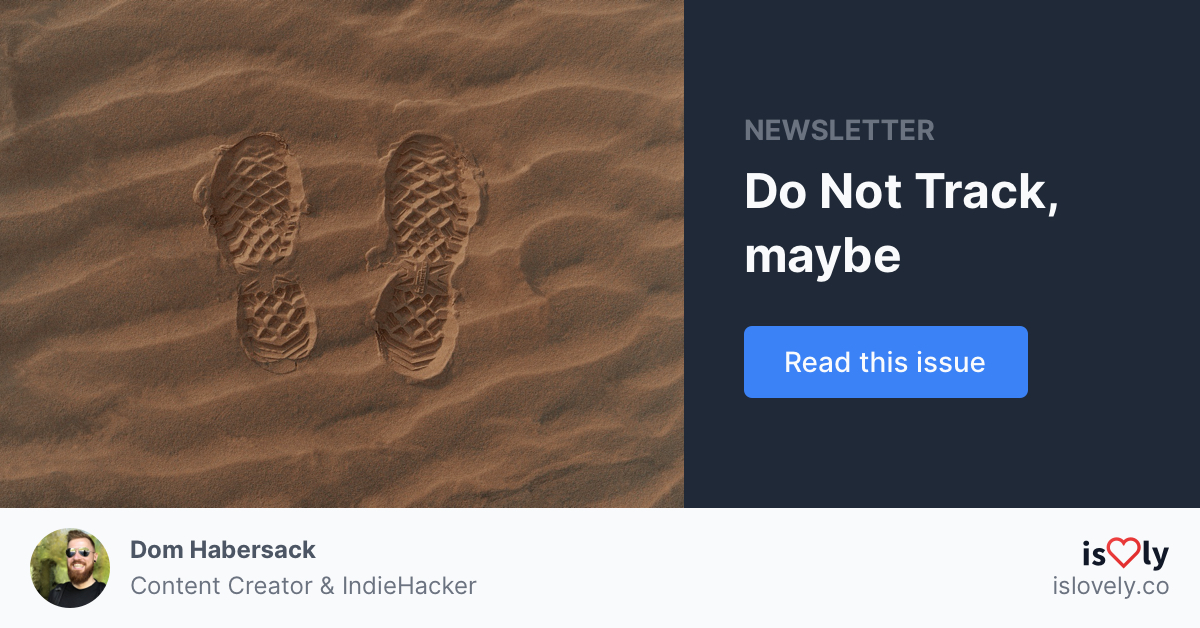 NEWSLETTER
Do Not Track,
maybe
Read this issue
Dom Habersack
Content Creator & IndieHacker
is♡ly
islovely.co